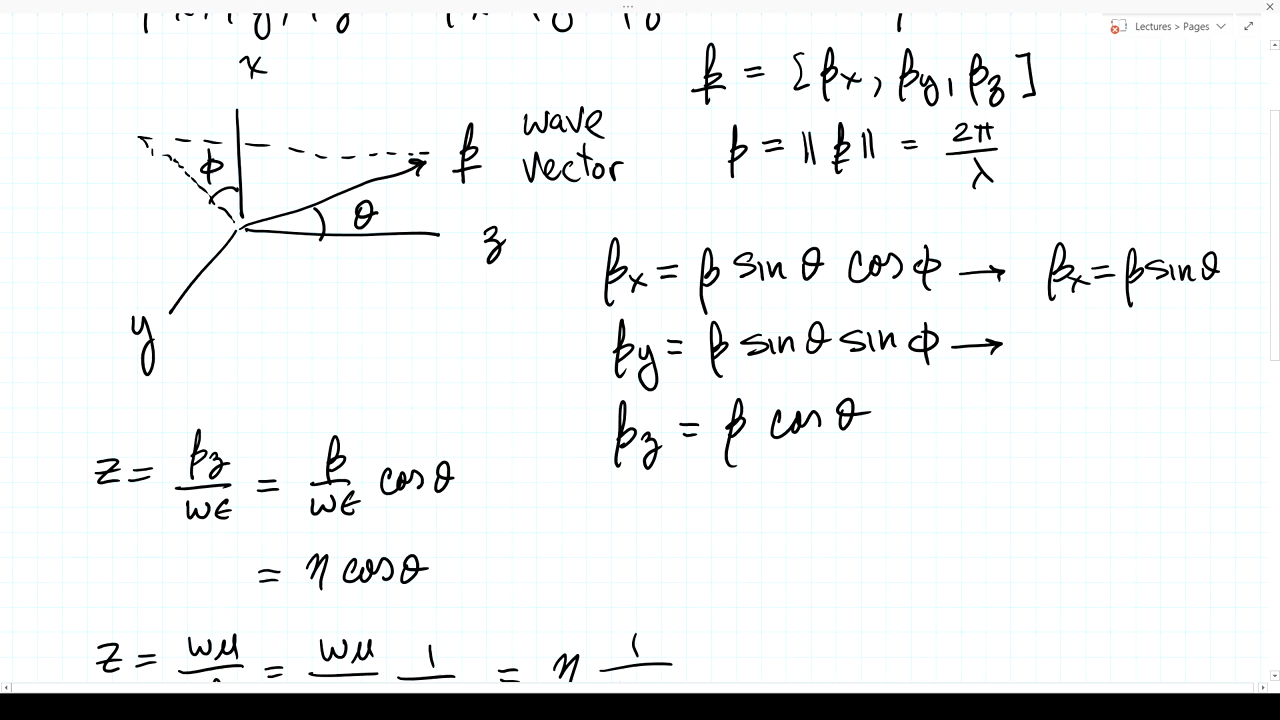 Lectures > Pages
x
β = [βx, βy, βz]
wave
vector
β
β = ||β|| = 2π/λ
ϕ
θ
z
y
βx = β sin θ cos ϕ → βx = β sin θ
βy = β sin θ sin ϕ →
βz = β cos θ
Z = βz/ωϵ = β/ωϵ cos θ
= η cos θ
Z = ωμ = ωμ 1 = η 1